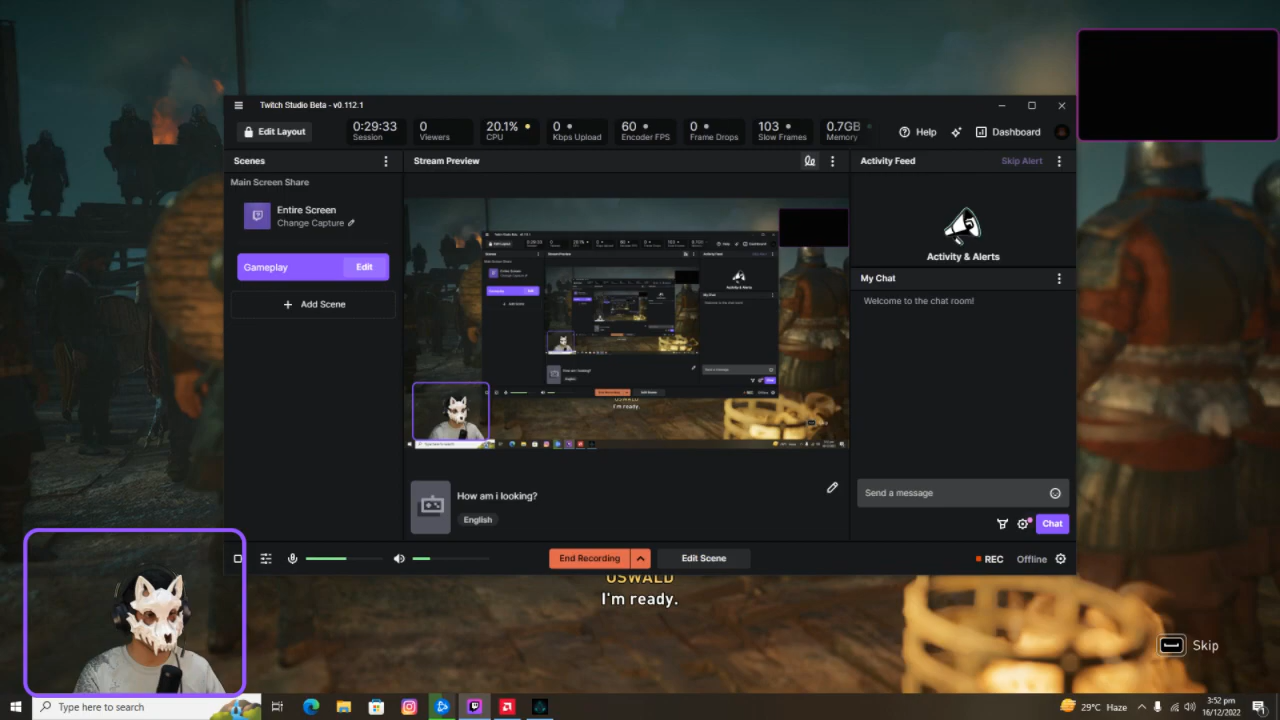 Twitch Studio Beta - v0.112.1
Edit Layout
0:29:33
Session
0
Viewers
20.1%
CPU
0
Kbps Upload
60
Encoder FPS
0
Frame Drops
103
Slow Frames
0.7GB
Memory
Help
Dashboard
Scenes
Main Screen Share
Entire Screen
Change Capture
Gameplay
Edit
+ Add Scene
Stream Preview
OSWALD
I'm ready.
How am i looking?
English
Activity Feed
Skip Alert
Activity & Alerts
My Chat
Welcome to the chat room!
Send a message
Chat
End Recording
Edit Scene
REC
Offline
OSWALD
I'm ready.
Skip
Type here to search
29°C Haze
3:52 pm
16/12/2022
1